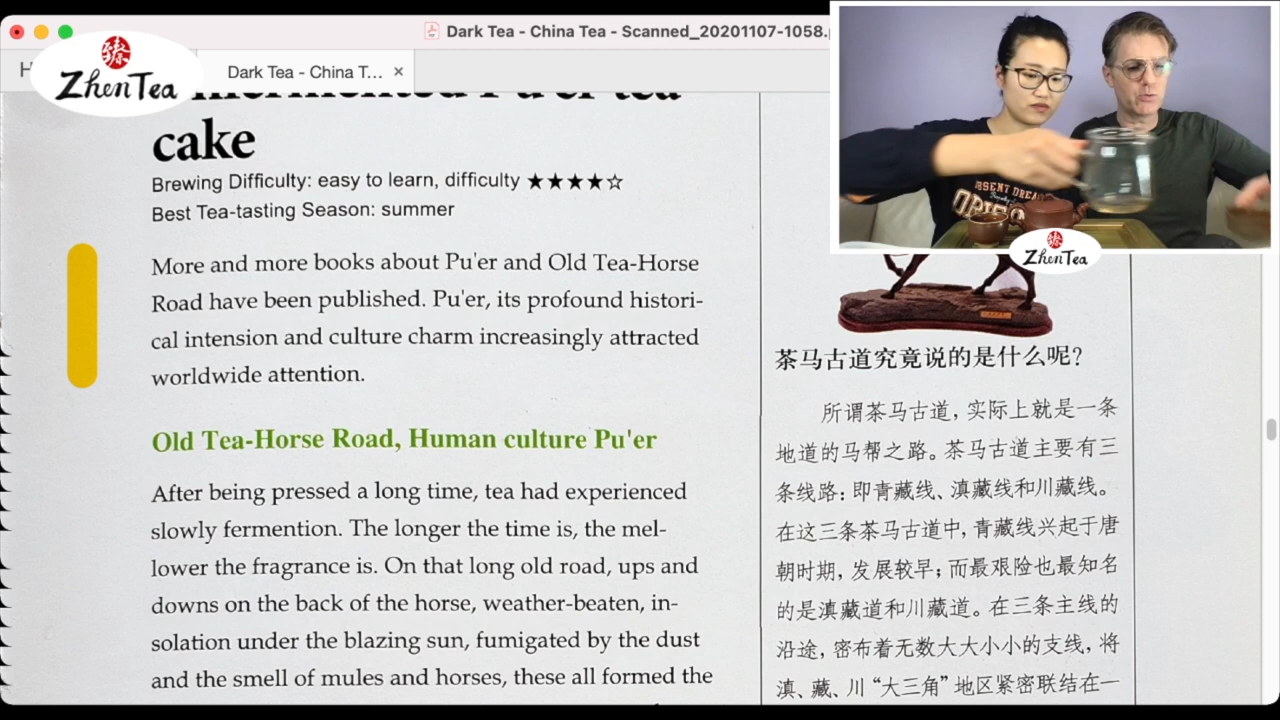 Dark Tea - China Tea - Scanned_20201107-1058.p
H
Dark Tea - China T... ×
臻
Zhen Tea
Unfermented Pu'er tea
cake
Brewing Difficulty: easy to learn, difficulty ★★★★☆
Best Tea-tasting Season: summer
More and more books about Pu'er and Old Tea-Horse
Road have been published. Pu'er, its profound histori-
cal intension and culture charm increasingly attracted
worldwide attention.
Old Tea-Horse Road, Human culture Pu'er
After being pressed a long time, tea had experienced
slowly fermention. The longer the time is, the mel-
lower the fragrance is. On that long old road, ups and
downs on the back of the horse, weather-beaten, in-
solation under the blazing sun, fumigated by the dust
and the smell of mules and horses, these all formed the
臻
Zhen Tea
茶马古道究竟说的是什么呢？
所谓茶马古道，实际上就是一条
地道的马帮之路。茶马古道主要有三
条线路：即青藏线、滇藏线和川藏线。
在这三条茶马古道中，青藏线兴起于唐
朝时期，发展较早；而最艰险也最知名
的是滇藏道和川藏道。在三条主线的
沿途，密布着无数大大小小的支线，将
滇、藏、川“大三角”地区紧密联结在一